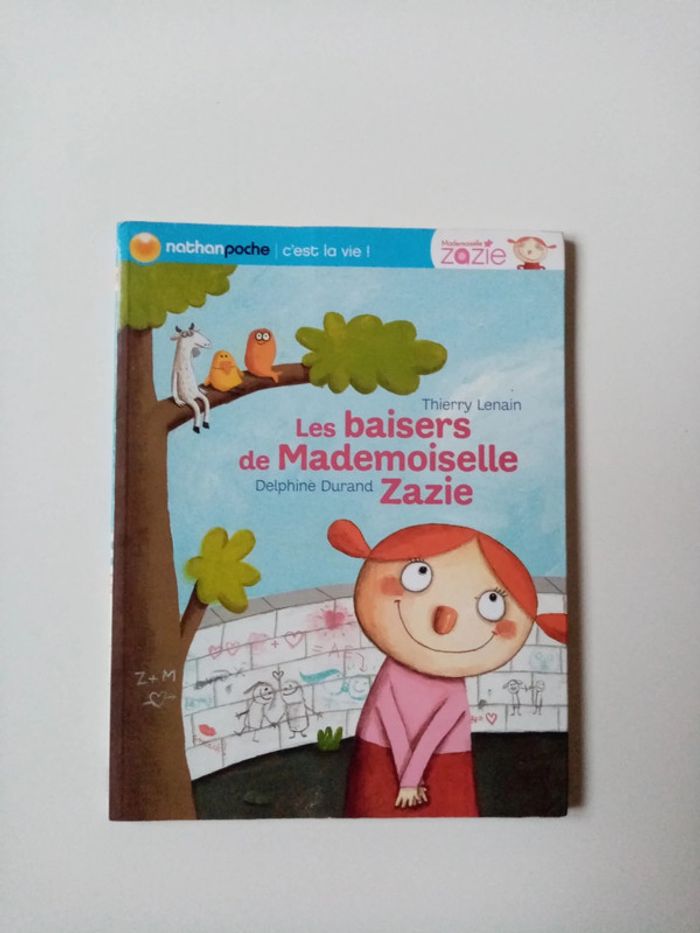 nathanpoche | c'est la vie !
Mademoiselle
zazie
Thierry Lenain
Les baisers
de Mademoiselle
Delphine Durand Zazie
Z + M